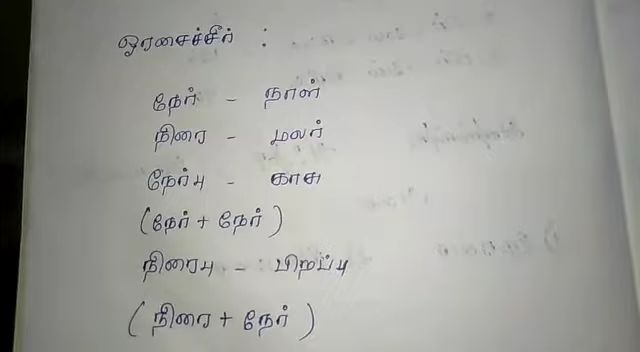 ஓரசைச்சீர் :
நேர் - நாள்
நிரை - மலர்
நேர்பு - காசு
(நேர் + நேர்)
நிரைபு - பிறப்பு
(நிரை + நேர்)